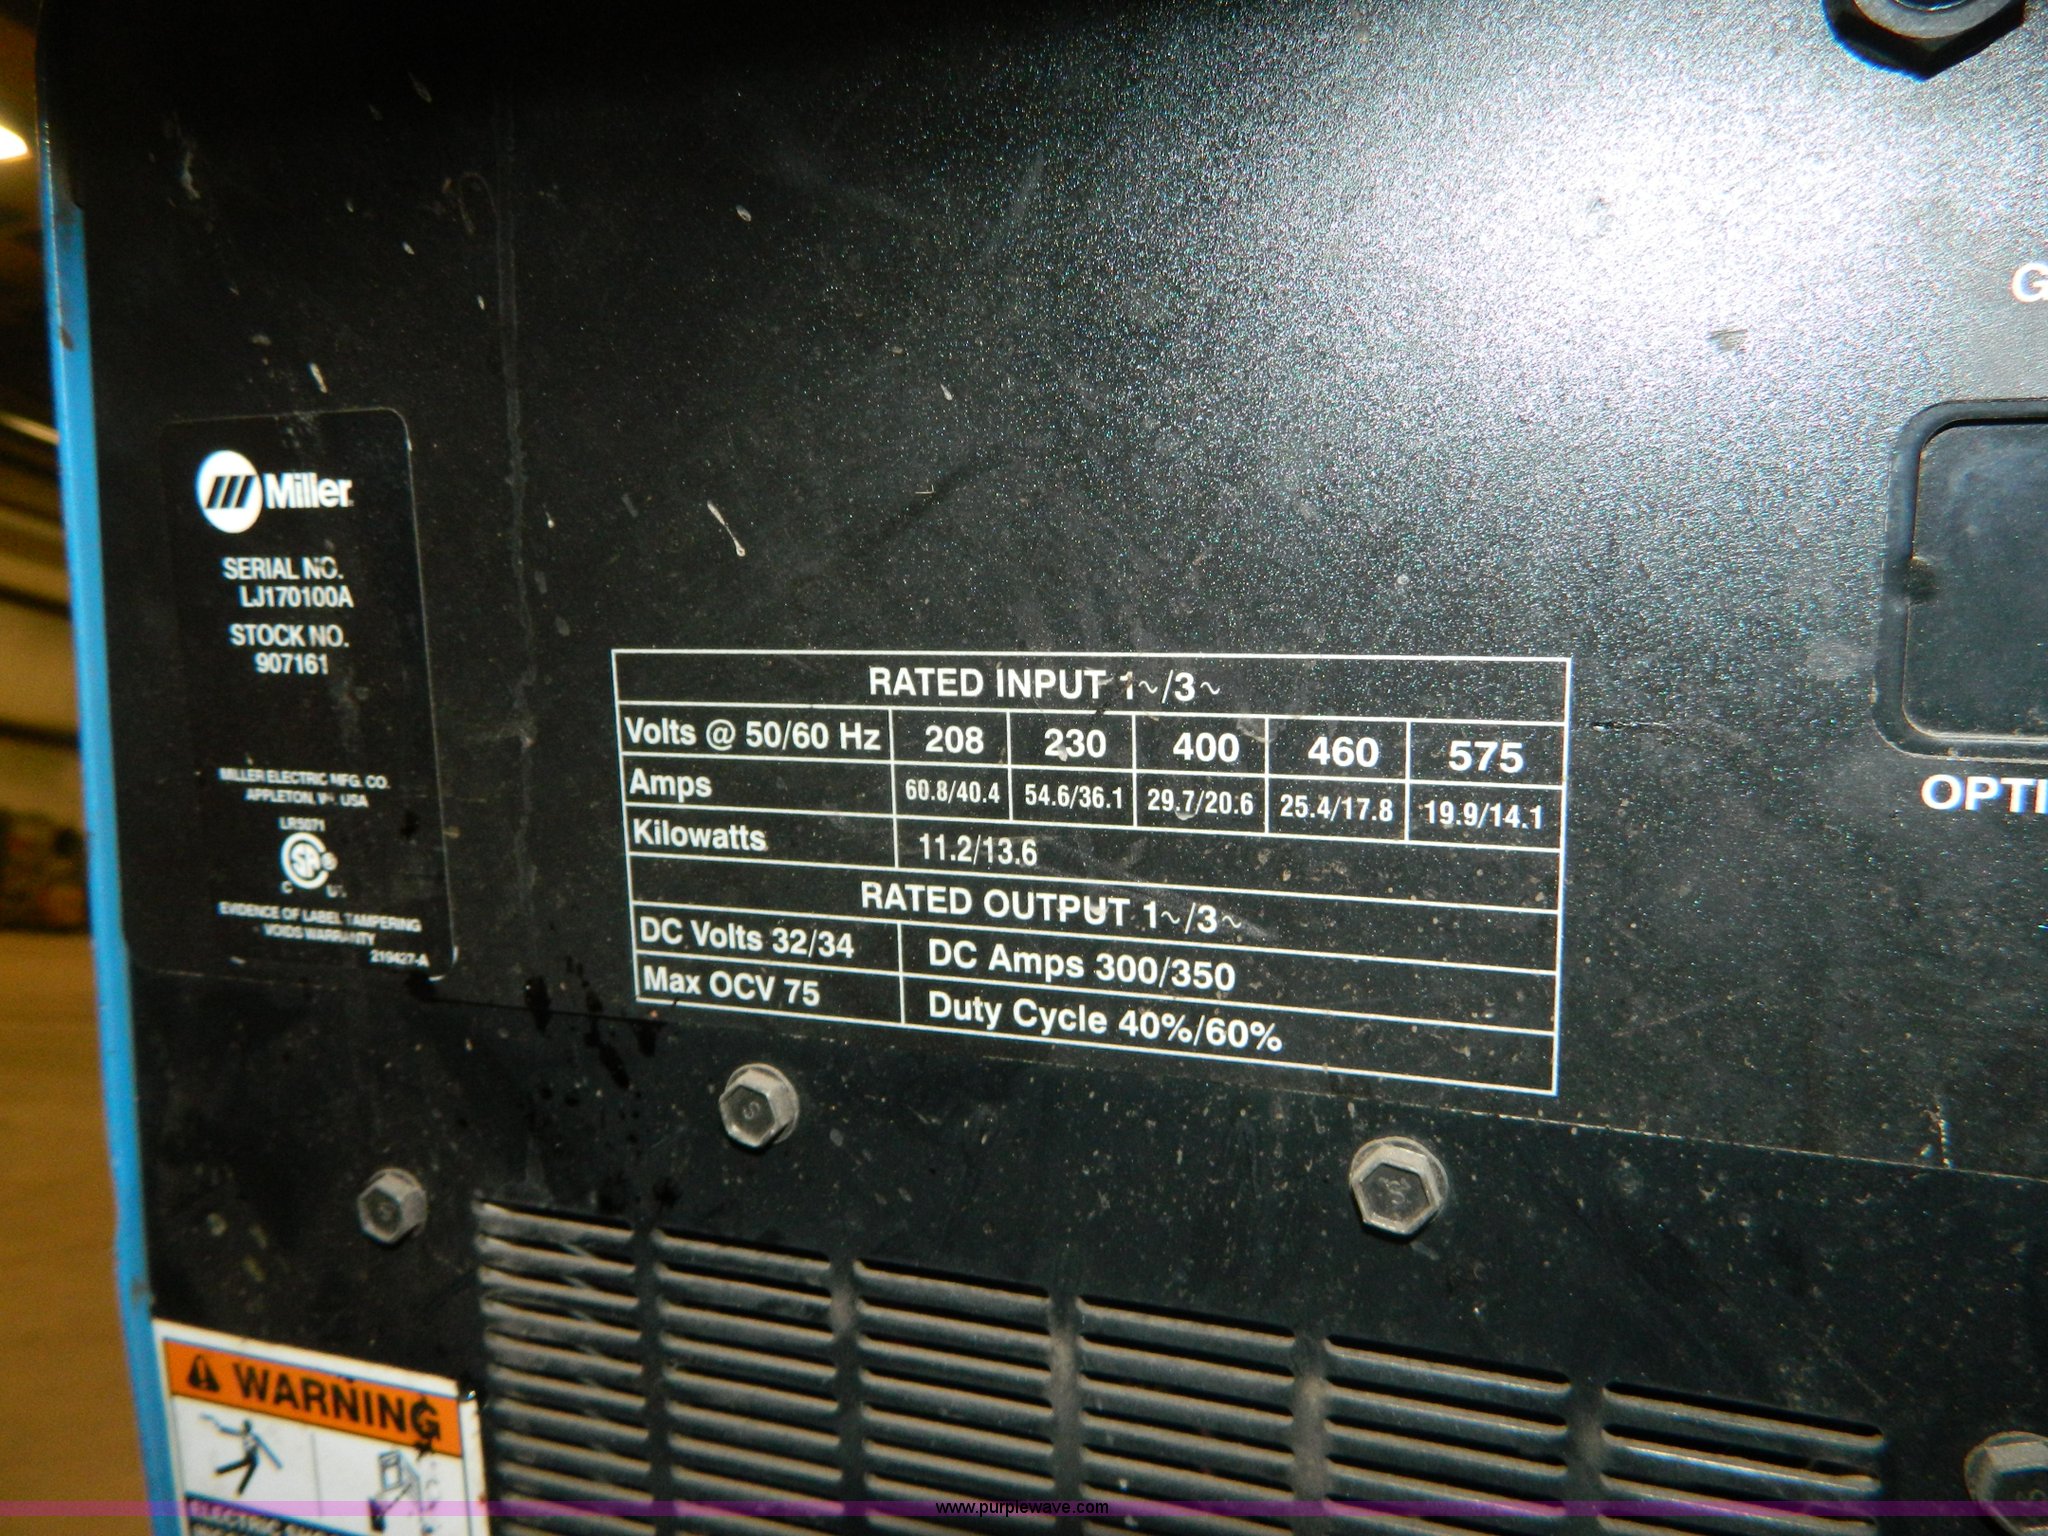 Miller
SERIAL NO.
LJ170100A
STOCK NO.
907161
MILLER ELECTRIC MFG. CO.
APPLETON, WI. USA
LR5071
SA®
C US
EVIDENCE OF LABEL TAMPERING
VOIDS WARRANTY
219427-A
RATED INPUT 1~/3~
Volts @ 50/60 Hz 208 230 400 460 575
Amps 60.8/40.4 54.6/36.1 29.7/20.6 25.4/17.8 19.9/14.1
Kilowatts 11.2/13.6
RATED OUTPUT 1~/3~
DC Volts 32/34 DC Amps 300/350
Max OCV 75 Duty Cycle 40%/60%
G
OPTI
WARNING
ELECTRIC
www.purplewave.com